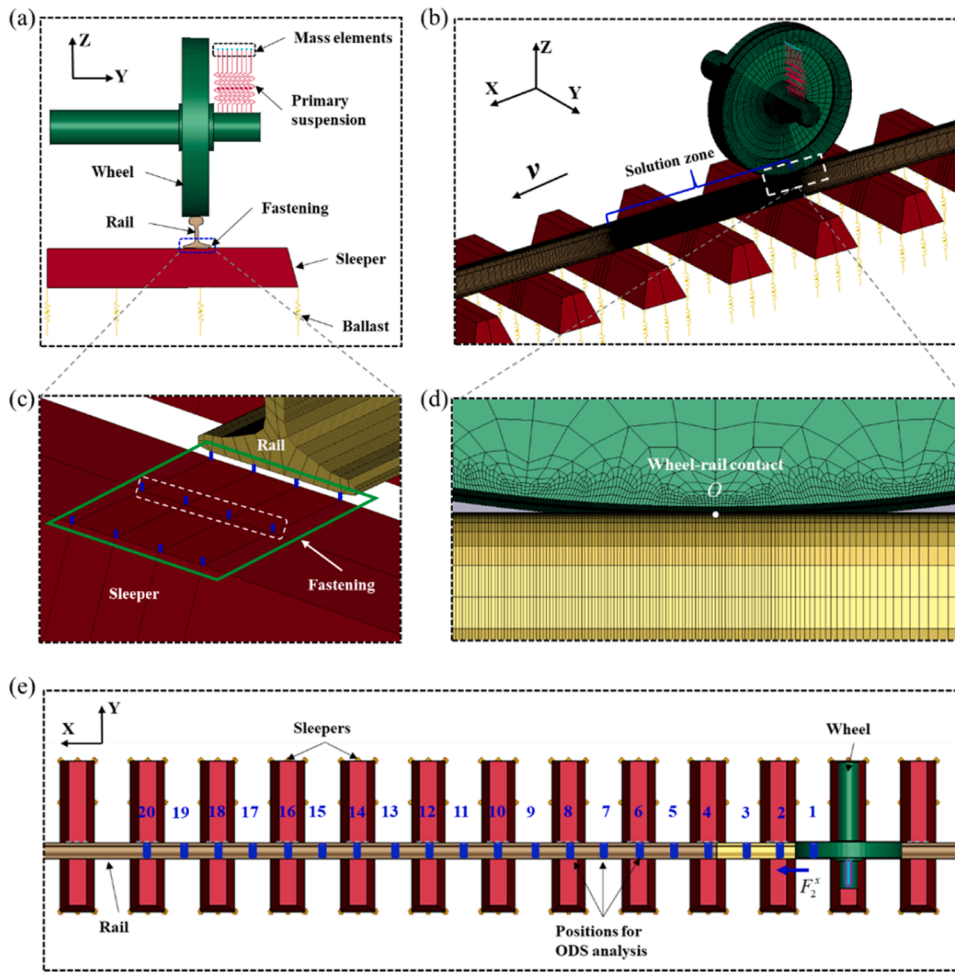 (a)
Z
Y
Mass elements
Primary
suspension
Wheel
Rail
Fastening
Sleeper
Ballast
(b)
Z
X
Y
Solution zone
v
(c)
Rail
Fastening
Sleeper
(d)
Wheel-rail contact
O
(e)
Y
X
Sleepers
Wheel
20 19 18 17 16 15 14 13 12 11 10 9 8 7 6 5 4 3 2 1
F₂ˣ
Rail
Positions for
ODS analysis